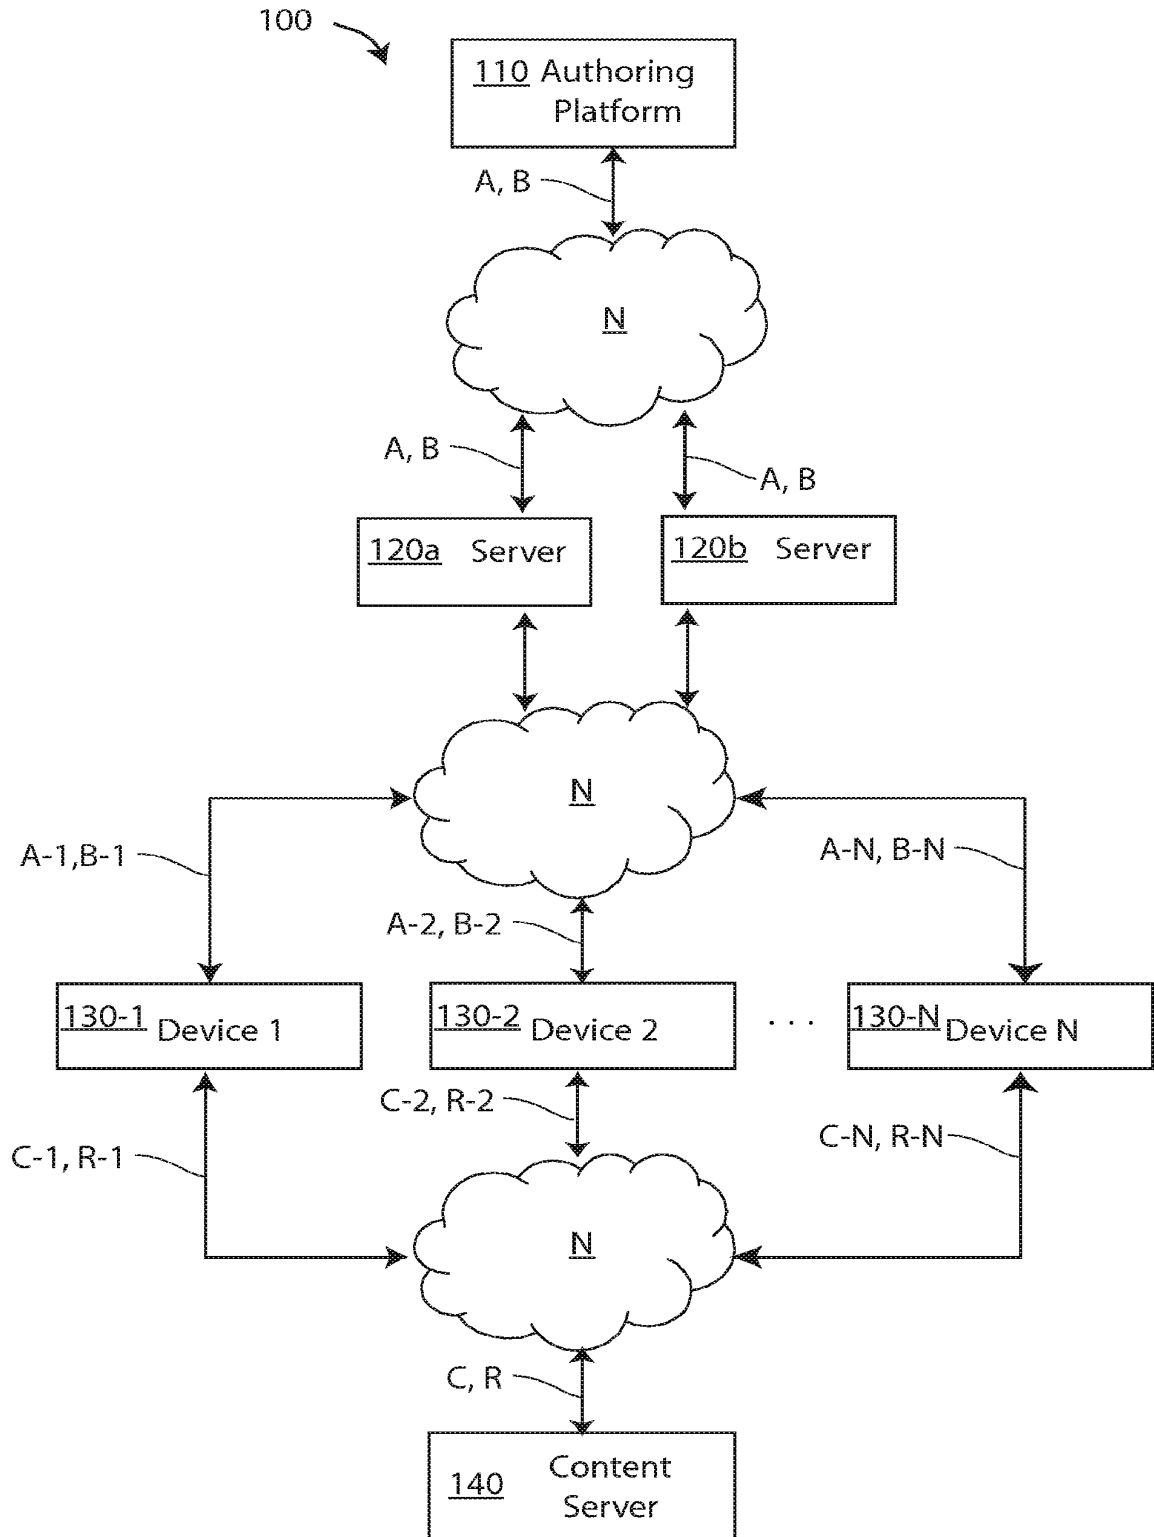 100
110 Authoring
Platform
A, B
N
A, B
A, B
120a Server
120b Server
N
A-1,B-1
A-N, B-N
A-2, B-2
130-1 Device 1
130-2 Device 2
. . .
130-N Device N
C-2, R-2
C-1, R-1
C-N, R-N
N
C, R
140 Content
Server